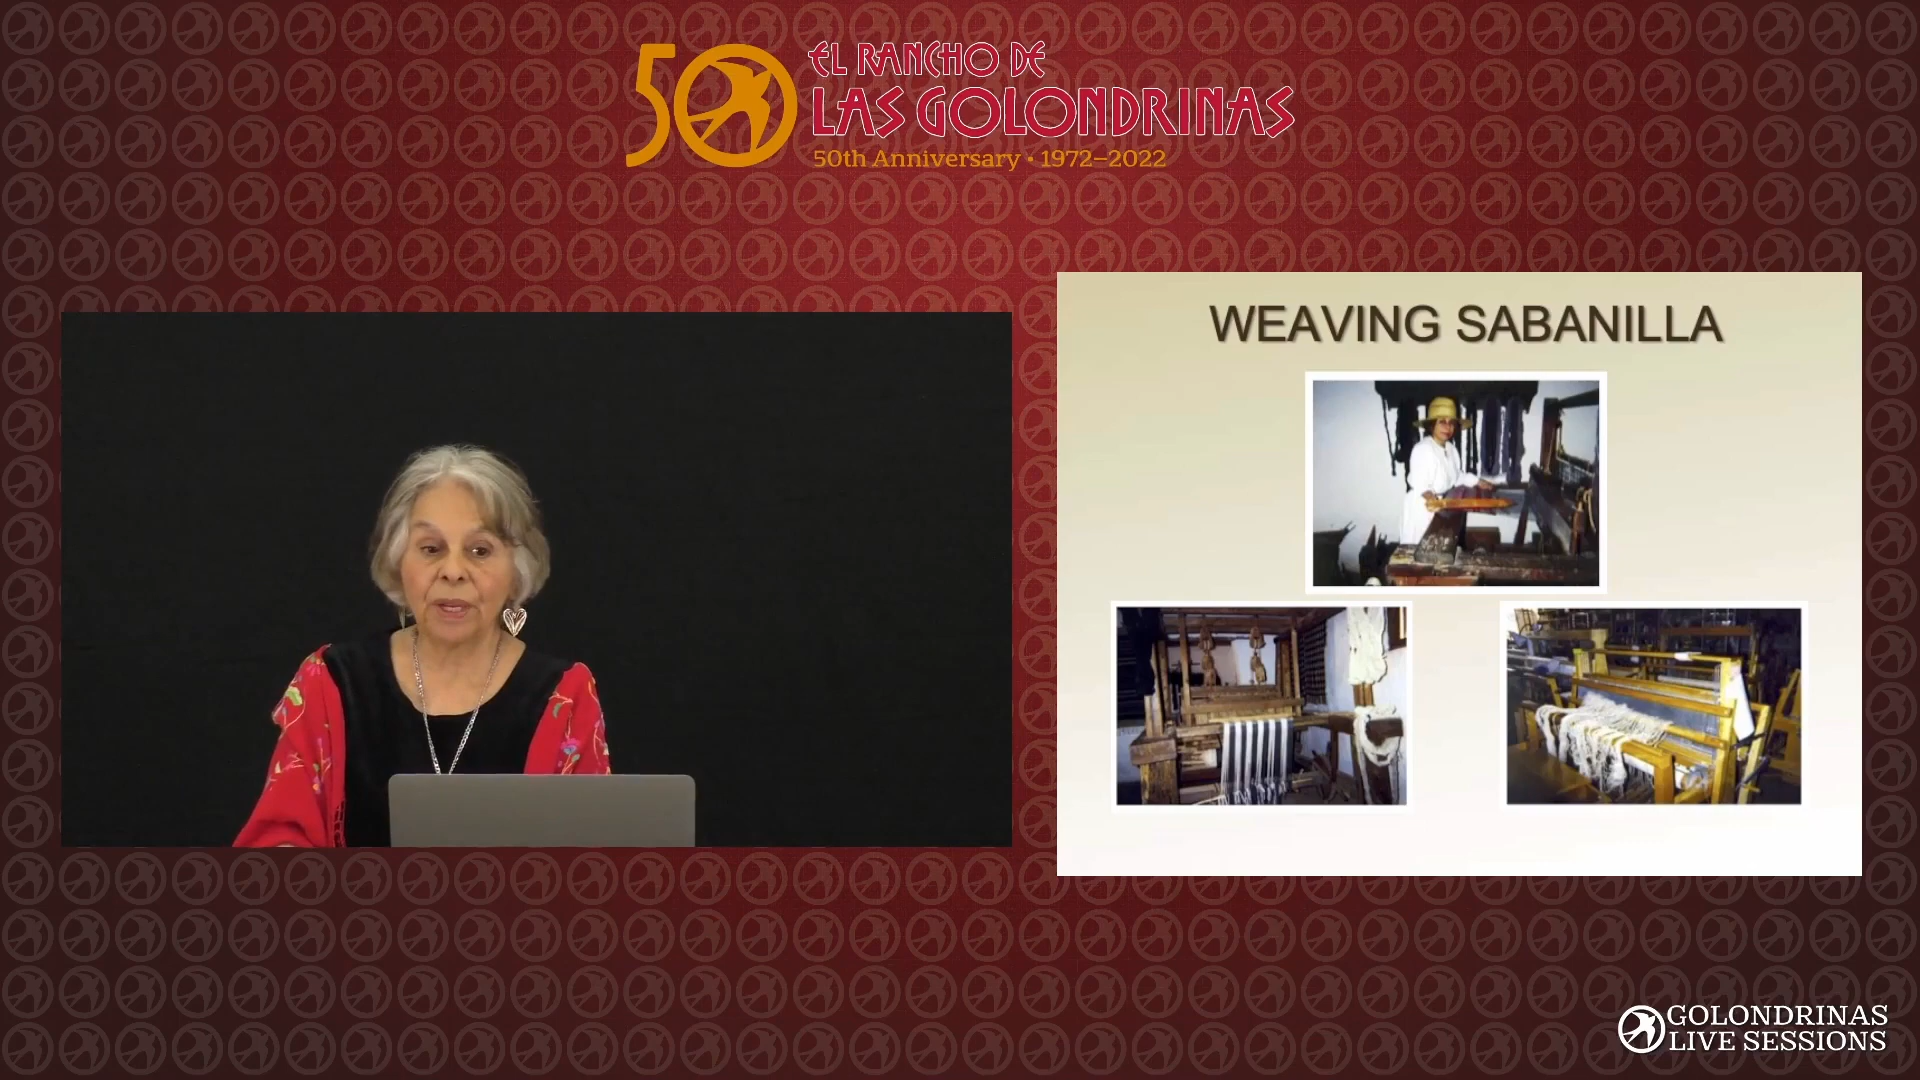 50
EL RANCHO DE
LAS GOLONDRINAS
50th Anniversary • 1972–2022
WEAVING SABANILLA
GOLONDRINAS
LIVE SESSIONS